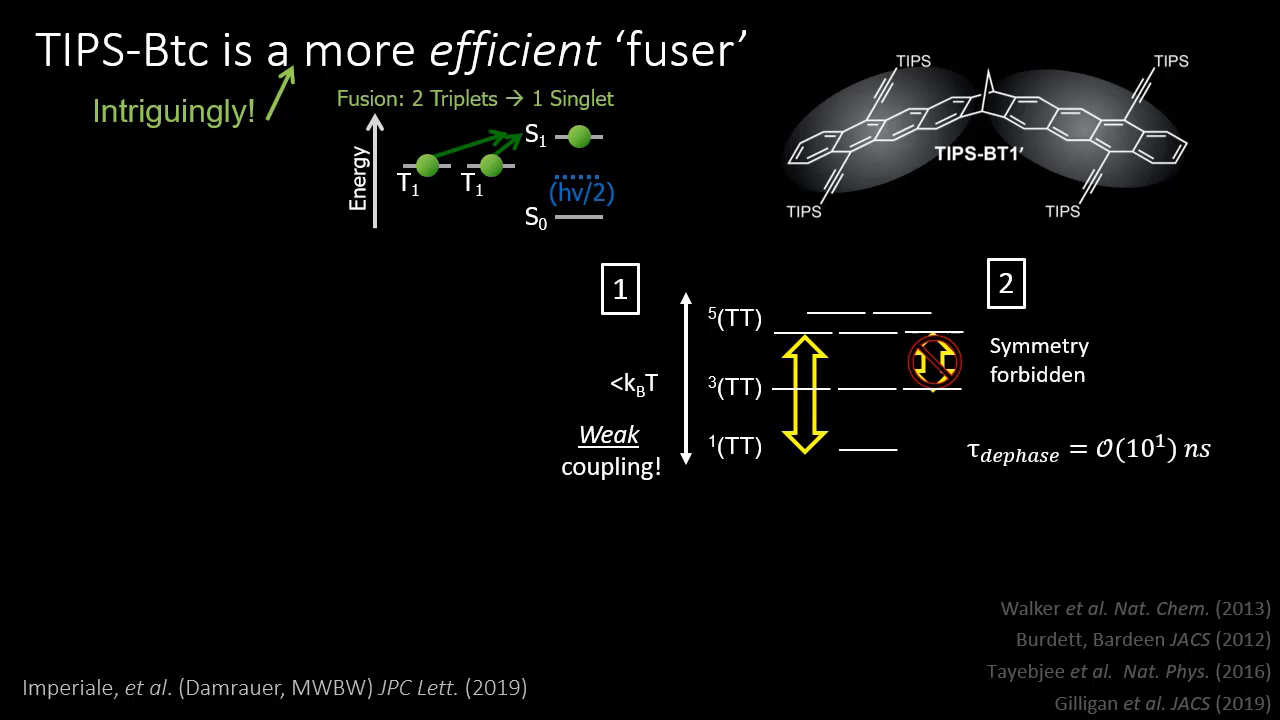 TIPS-Btc is a more efficient ‘fuser’
Intriguingly!
Fusion: 2 Triplets → 1 Singlet
Energy
T1
T1
S1
(hv/2)
S0
TIPS
TIPS
TIPS-BT1′
TIPS
TIPS
1
2
5(TT)
3(TT)
1(TT)
<kBT
Weak
coupling!
Symmetry
forbidden
τdephase = 𝒪(10¹) ns
Walker et al. Nat. Chem. (2013)
Burdett, Bardeen JACS (2012)
Tayebjee et al. Nat. Phys. (2016)
Gilligan et al. JACS (2019)
Imperiale, et al. (Damrauer, MWBW) JPC Lett. (2019)